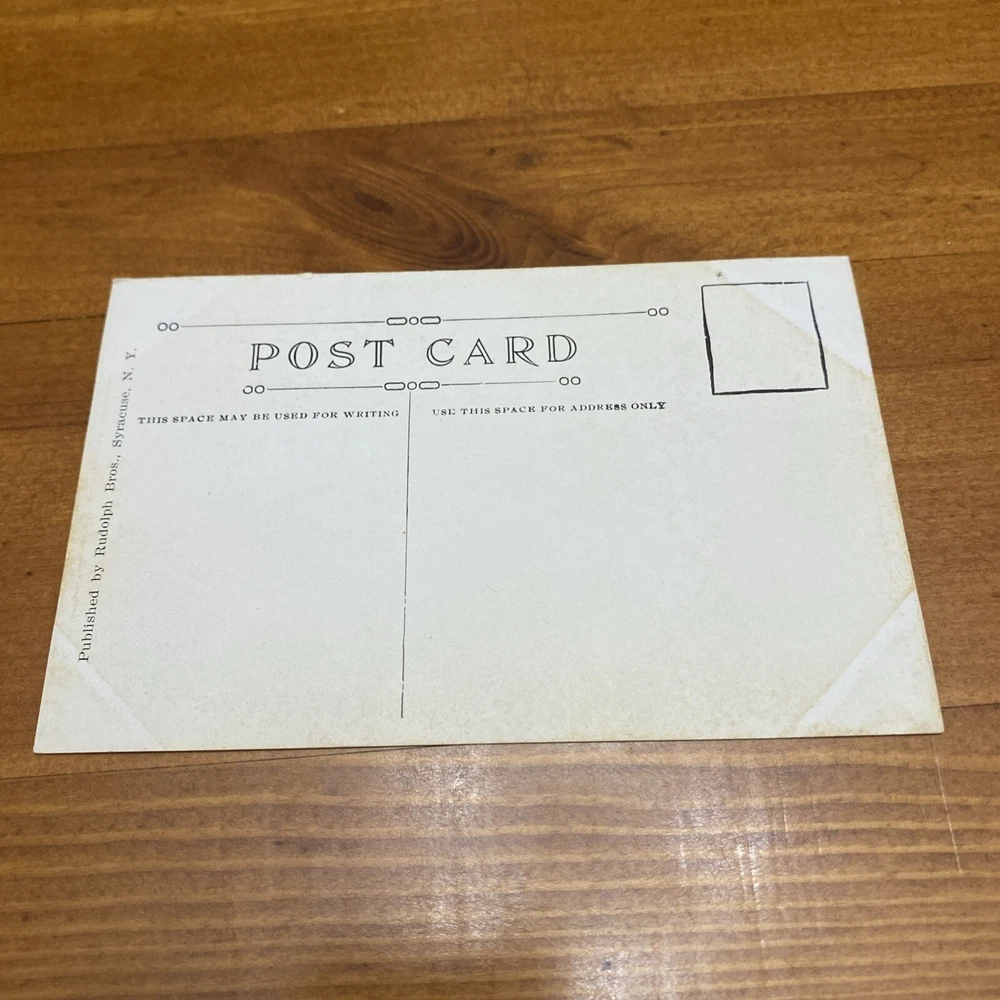 POST CARD
THIS SPACE MAY BE USED FOR WRITING
USE THIS SPACE FOR ADDRESS ONLY
Published by Rudolph Bros., Syracuse, N. Y.